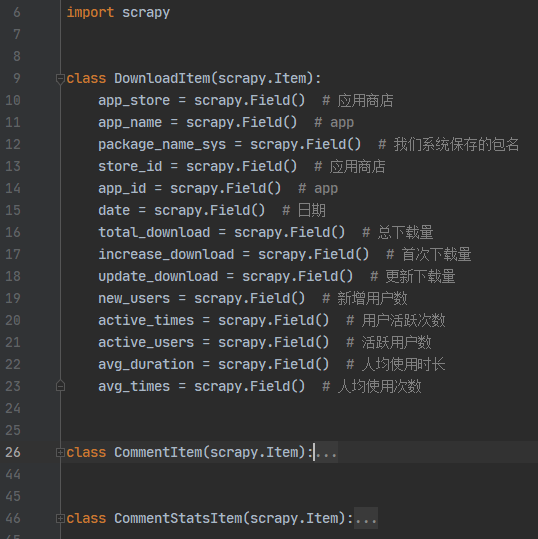 6 import scrapy
7
8
9 class DownloadItem(scrapy.Item):
10 app_store = scrapy.Field()  # 应用商店
11 app_name = scrapy.Field()  # app
12 package_name_sys = scrapy.Field()  # 我们系统保存的包名
13 store_id = scrapy.Field()  # 应用商店
14 app_id = scrapy.Field()  # app
15 date = scrapy.Field()  # 日期
16 total_download = scrapy.Field()  # 总下载量
17 increase_download = scrapy.Field()  # 首次下载量
18 update_download = scrapy.Field()  # 更新下载量
19 new_users = scrapy.Field()  # 新增用户数
20 active_times = scrapy.Field()  # 用户活跃次数
21 active_users = scrapy.Field()  # 活跃用户数
22 avg_duration = scrapy.Field()  # 人均使用时长
23 avg_times = scrapy.Field()  # 人均使用次数
24
25
26 class CommentItem(scrapy.Item):...
44
45
46 class CommentStatsItem(scrapy.Item):...